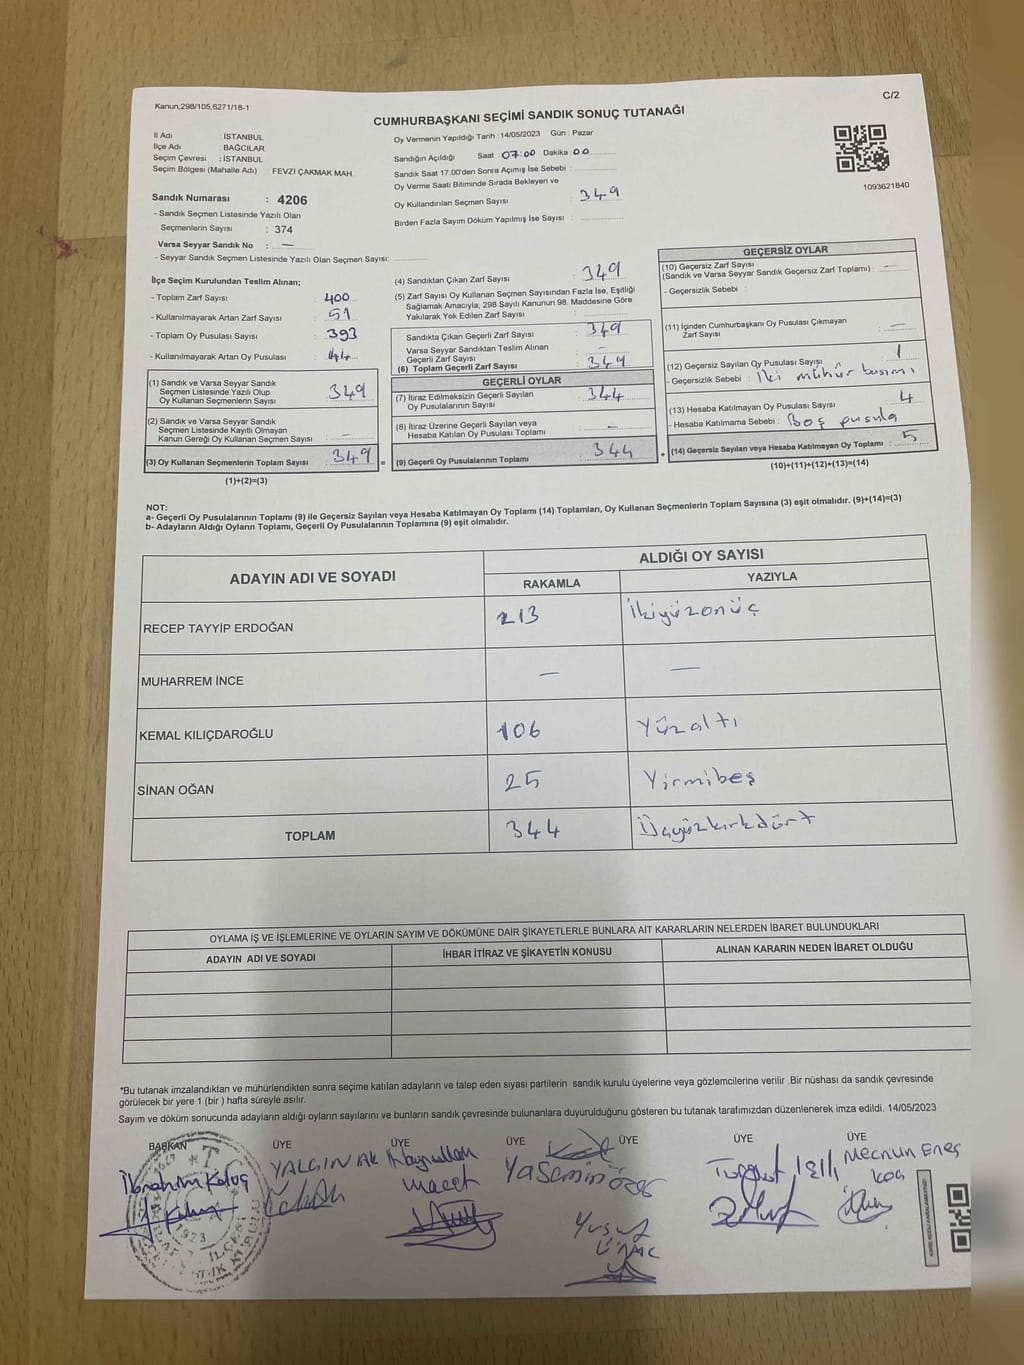 Kanun;298/105;6271/18-1
C/2
CUMHURBAŞKANI SEÇİMİ SANDIK SONUÇ TUTANAĞI
İl Adı : İSTANBUL
İlçe Adı : BAĞCILAR
Seçim Çevresi : İSTANBUL
Seçim Bölgesi (Mahalle Adı) : FEVZİ ÇAKMAK MAH.
Oy Vermenin Yapıldığı Tarih : 14/05/2023 Gün : Pazar
Sandığın Açıldığı Saat 07:00 Dakika : 00
Sandık Saat 17.00'den Sonra Açımış İse Sebebi :
Oy Verme Saati Bitiminde Sırada Bekleyen ve
Oy Kullandırılan Seçmen Sayısı : 349
Birden Fazla Sayım Döküm Yapılmış İse Sayısı :
1093621840
Sandık Numarası : 4206
- Sandık Seçmen Listesinde Yazılı Olan
Seçmenlerin Sayısı : 374
Varsa Seyyar Sandık No : —
- Seyyar Sandık Seçmen Listesinde Yazılı Olan Seçmen Sayısı:
İlçe Seçim Kurulundan Teslim Alınan;
- Toplam Zarf Sayısı : 400
- Kullanılmayarak Artan Zarf Sayısı : 51
- Toplam Oy Pusulası Sayısı : 393
- Kullanılmayarak Artan Oy Pusulası : 44
(1) Sandık ve Varsa Seyyar Sandık
Seçmen Listesinde Yazılı Olup
Oy Kullanan Seçmenlerin Sayısı : 349
(2) Sandık ve Varsa Seyyar Sandık
Seçmen Listesinde Kayıtlı Olmayan
Kanun Gereği Oy Kullanan Seçmen Sayısı : —
(3) Oy Kullanan Seçmenlerin Toplam Sayısı : 349
(1)+(2)=(3)
(4) Sandıktan Çıkan Zarf Sayısı : 349
(5) Zarf Sayısı Oy Kullanan Seçmen Sayısından Fazla İse, Eşitliği
Sağlamak Amacıyla; 298 Sayılı Kanunun 98. Maddesine Göre
Yakılarak Yok Edilen Zarf Sayısı :
Sandıkta Çıkan Geçerli Zarf Sayısı : 349
Varsa Seyyar Sandıktan Teslim Alınan
Geçerli Zarf Sayısı : —
(6) Toplam Geçerli Zarf Sayısı : 349
GEÇERLİ OYLAR
(7) İtiraz Edilmeksizin Geçerli Sayılan
Oy Pusulalarının Sayısı : 344
(8) İtiraz Üzerine Geçerli Sayılan veya
Hesaba Katılan Oy Pusulası Toplamı : —
= (9) Geçerli Oy Pusulalarının Toplamı : 344
GEÇERSİZ OYLAR
(10) Geçersiz Zarf Sayısı : —
(Sandık ve Varsa Seyyar Sandık Geçersiz Zarf Toplamı)
- Geçersizlik Sebebi :
(11) İçinden Cumhurbaşkanı Oy Pusulası Çıkmayan
Zarf Sayısı : —
(12) Geçersiz Sayılan Oy Pusulası Sayısı : 1
- Geçersizlik Sebebi : İki mühür basımı
(13) Hesaba Katılmayan Oy Pusulası Sayısı : 4
- Hesaba Katılmama Sebebi : Boş pusula
+ (14) Geçersiz Sayılan veya Hesaba Katılmayan Oy Toplamı : 5
(10)+(11)+(12)+(13)=(14)
NOT:
a- Geçerli Oy Pusulalarının Toplamı (9) ile Geçersiz Sayılan veya Hesaba Katılmayan Oy Toplamı (14) Toplamları, Oy Kullanan Seçmenlerin Toplam Sayısına (3) eşit olmalıdır. (9)+(14)=(3)
b- Adayların Aldığı Oyların Toplamı, Geçerli Oy Pusulalarının Toplamına (9) eşit olmalıdır.
ADAYIN ADI VE SOYADI
ALDIĞI OY SAYISI
RAKAMLA
YAZIYLA
RECEP TAYYİP ERDOĞAN 213 İkiyüzonüç
MUHARREM İNCE — —
KEMAL KILIÇDAROĞLU 106 Yüzaltı
SİNAN OĞAN 25 Yirmibeş
TOPLAM 344 Üçyüzkırkdört
OYLAMA İŞ VE İŞLEMLERİNE VE OYLARIN SAYIM VE DÖKÜMÜNE DAİR ŞİKAYETLERLE BUNLARA AİT KARARLARIN NELERDEN İBARET BULUNDUKLARI
ADAYIN ADI VE SOYADI
İHBAR İTİRAZ VE ŞİKAYETİN KONUSU
ALINAN KARARIN NEDEN İBARET OLDUĞU
*Bu tutanak imzalandıktan ve mühürlendikten sonra seçime katılan adayların ve talep eden siyasi partilerin sandık kurulu üyelerine veya gözlemcilerine verilir .Bir nüshası da sandık çevresinde
görülecek bir yere 1 (bir ) hafta süreyle asılır.
Sayım ve döküm sonucunda adayların aldığı oyların sayılarını ve bunların sandık çevresinde bulunanlara duyurulduğunu gösteren bu tutanak tarafımızdan düzenlenerek imza edildi. 14/05/2023
BAŞKAN ÜYE ÜYE ÜYE ÜYE ÜYE ÜYE
İbrahim Kılıç
YALGIN AK
Hayrullah
Macet
Yasemin Özer
Yusuf
Turgut Işıll
Mecnun Enes
Koç
1923